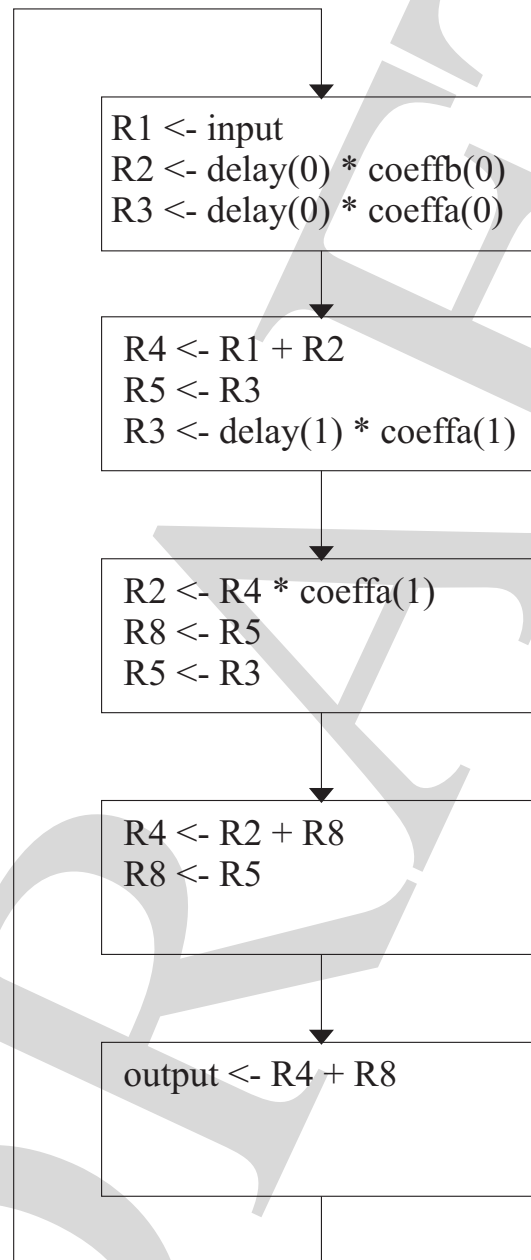 R1 <- input
R2 <- delay(0) * coeffb(0)
R3 <- delay(0) * coeffa(0)
R4 <- R1 + R2
R5 <- R3
R3 <- delay(1) * coeffa(1)
R2 <- R4 * coeffa(1)
R8 <- R5
R5 <- R3
R4 <- R2 + R8
R8 <- R5
output <- R4 + R8